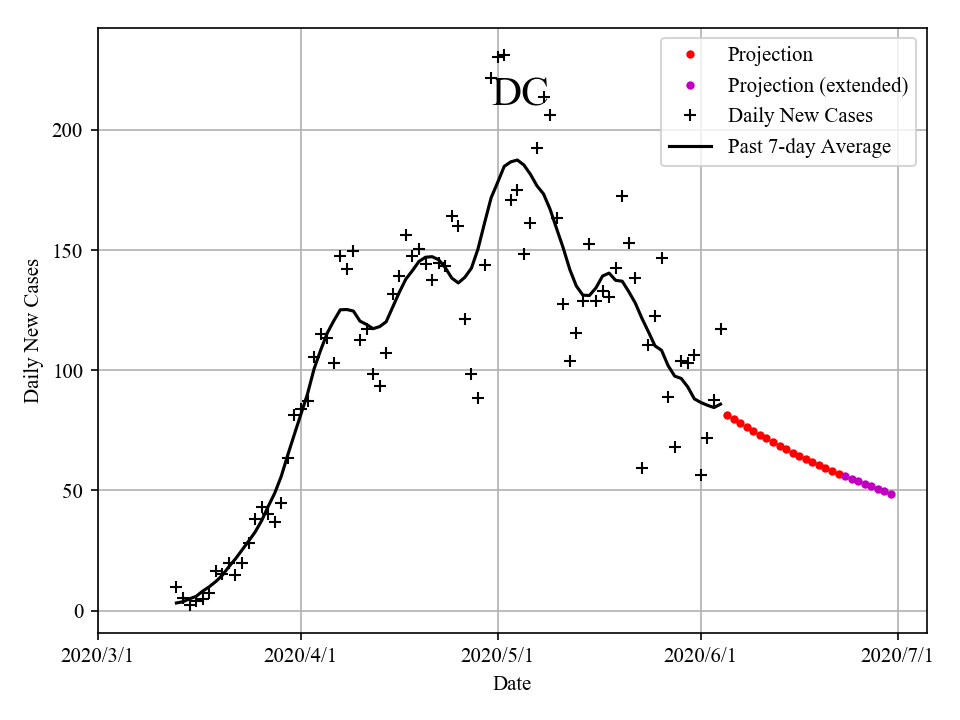 DC
Projection
Projection (extended)
Daily New Cases
Past 7-day Average
Daily New Cases
200
150
100
50
0
2020/3/1
2020/4/1
2020/5/1
2020/6/1
2020/7/1
Date